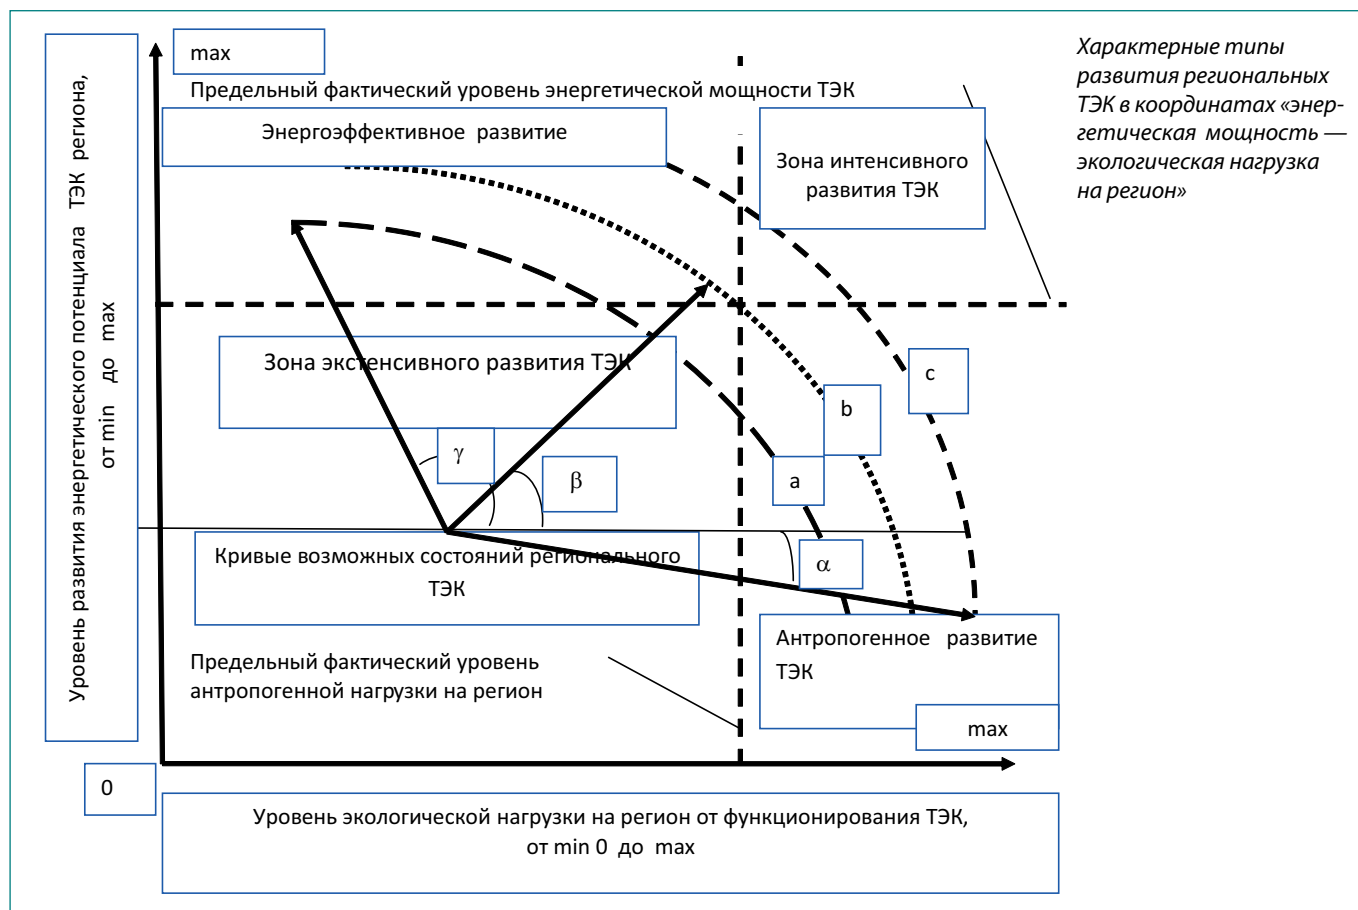 Уровень развития энергетического потенциала ТЭК региона,
от min до max
max
Предельный фактический уровень энергетической мощности ТЭК
Энергоэффективное развитие
Зона интенсивного
развития ТЭК
Характерные типы
развития региональных
ТЭК в координатах «энер-
гетическая мощность —
экологическая нагрузка
на регион»
Зона экстенсивного развития ТЭК
c
b
γ
β
a
Кривые возможных состояний регионального
ТЭК
α
Антропогенное развитие
ТЭК
Предельный фактический уровень
антропогенной нагрузки на регион
max
0
Уровень экологической нагрузки на регион от функционирования ТЭК,
от min 0 до max